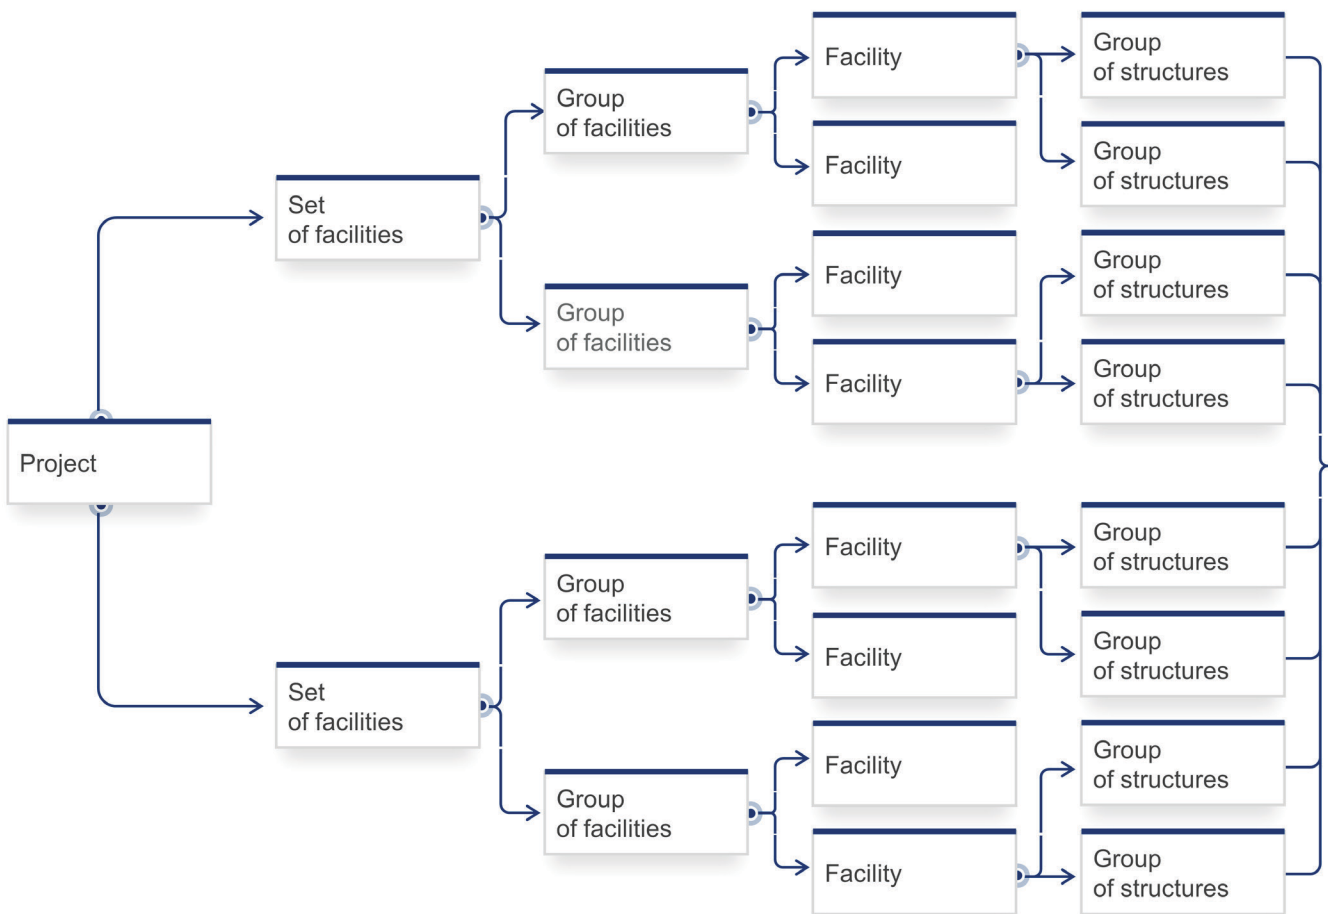 Project
Set
of facilities
Set
of facilities
Group
of facilities
Group
of facilities
Group
of facilities
Group
of facilities
Facility
Facility
Facility
Facility
Facility
Facility
Facility
Facility
Group
of structures
Group
of structures
Group
of structures
Group
of structures
Group
of structures
Group
of structures
Group
of structures
Group
of structures